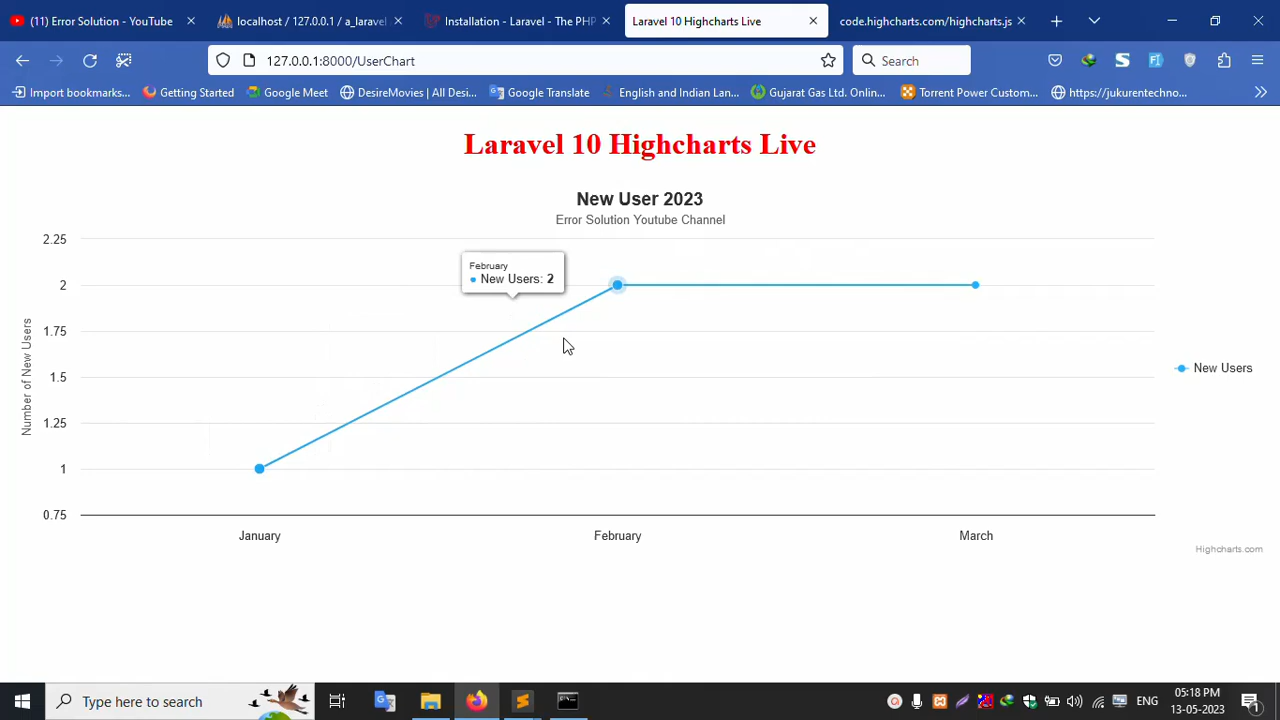 (11) Error Solution - YouTube
localhost / 127.0.0.1 / a_laravel
Installation - Laravel - The PHP
Laravel 10 Highcharts Live
code.highcharts.com/highcharts.js
127.0.0.1:8000/UserChart
Search
Import bookmarks...
Getting Started
Google Meet
DesireMovies | All Desi...
Google Translate
English and Indian Lan...
Gujarat Gas Ltd. Onlin...
Torrent Power Custom...
https://jukurentechno...
Laravel 10 Highcharts Live
New User 2023
Error Solution Youtube Channel
2.25
2
1.75
1.5
1.25
1
0.75
Number of New Users
February
New Users: 2
New Users
January
February
March
Highcharts.com
Type here to search
ENG
05:18 PM
13-05-2023
1